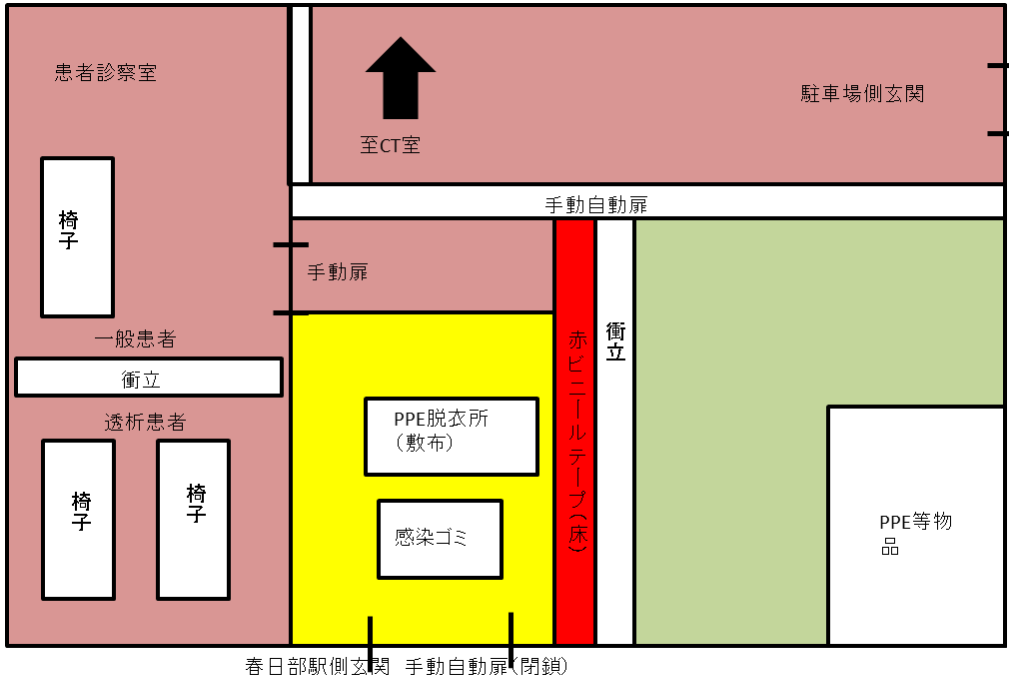 患者診察室
駐車場側玄関
至CT室
手動自動扉
椅子
手動扉
一般患者
衝立
透析患者
椅子
椅子
PPE脱衣所
（敷布）
感染ゴミ
赤ビニールテープ（床）
衝立
PPE等物
品
春日部駅側玄関 手動自動扉（閉鎖）